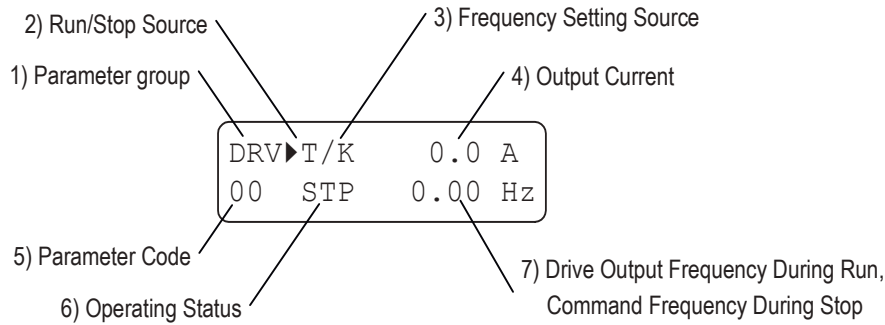 2) Run/Stop Source
3) Frequency Setting Source
1) Parameter group
4) Output Current
DRV▶T/K 0.0 A
00 STP 0.00 Hz
5) Parameter Code
6) Operating Status
7) Drive Output Frequency During Run,
Command Frequency During Stop